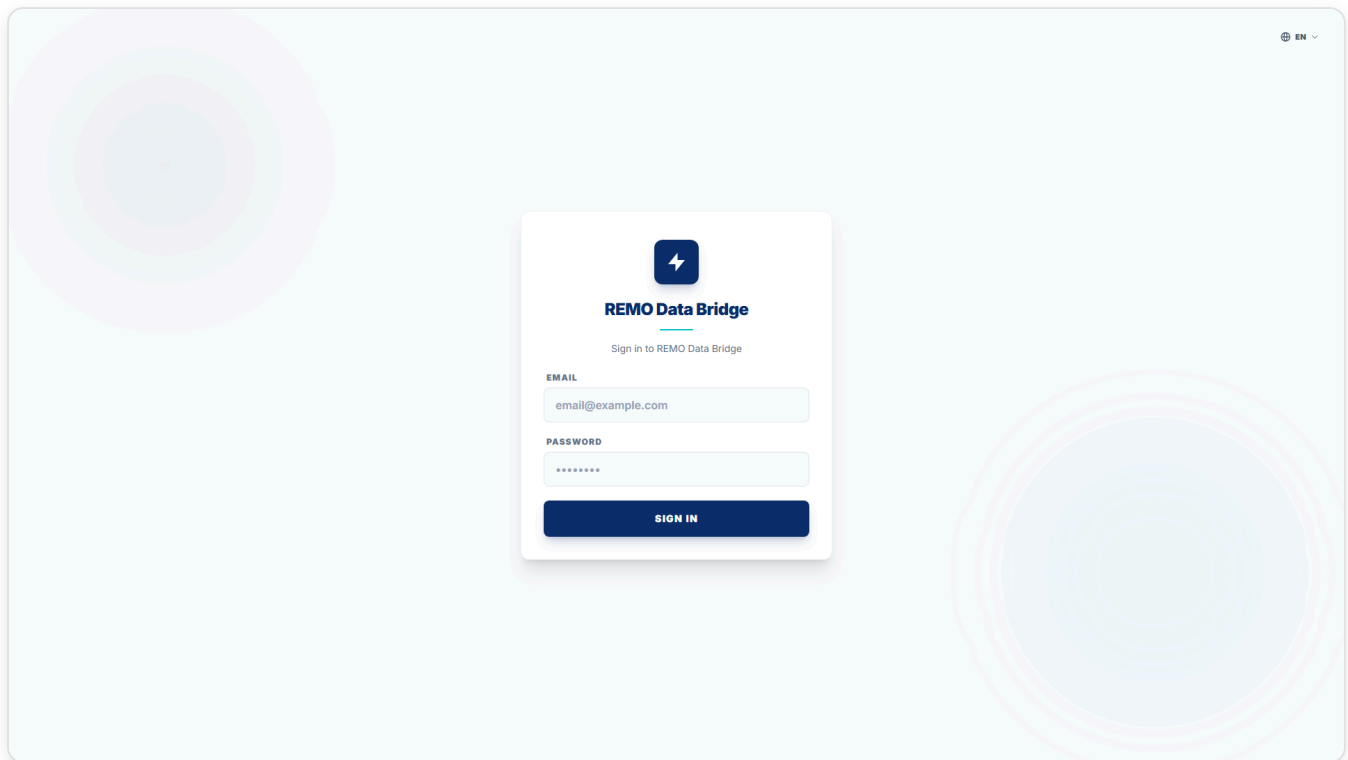 EN
REMO Data Bridge
Sign in to REMO Data Bridge
EMAIL
email@example.com
PASSWORD
••••••••
SIGN IN